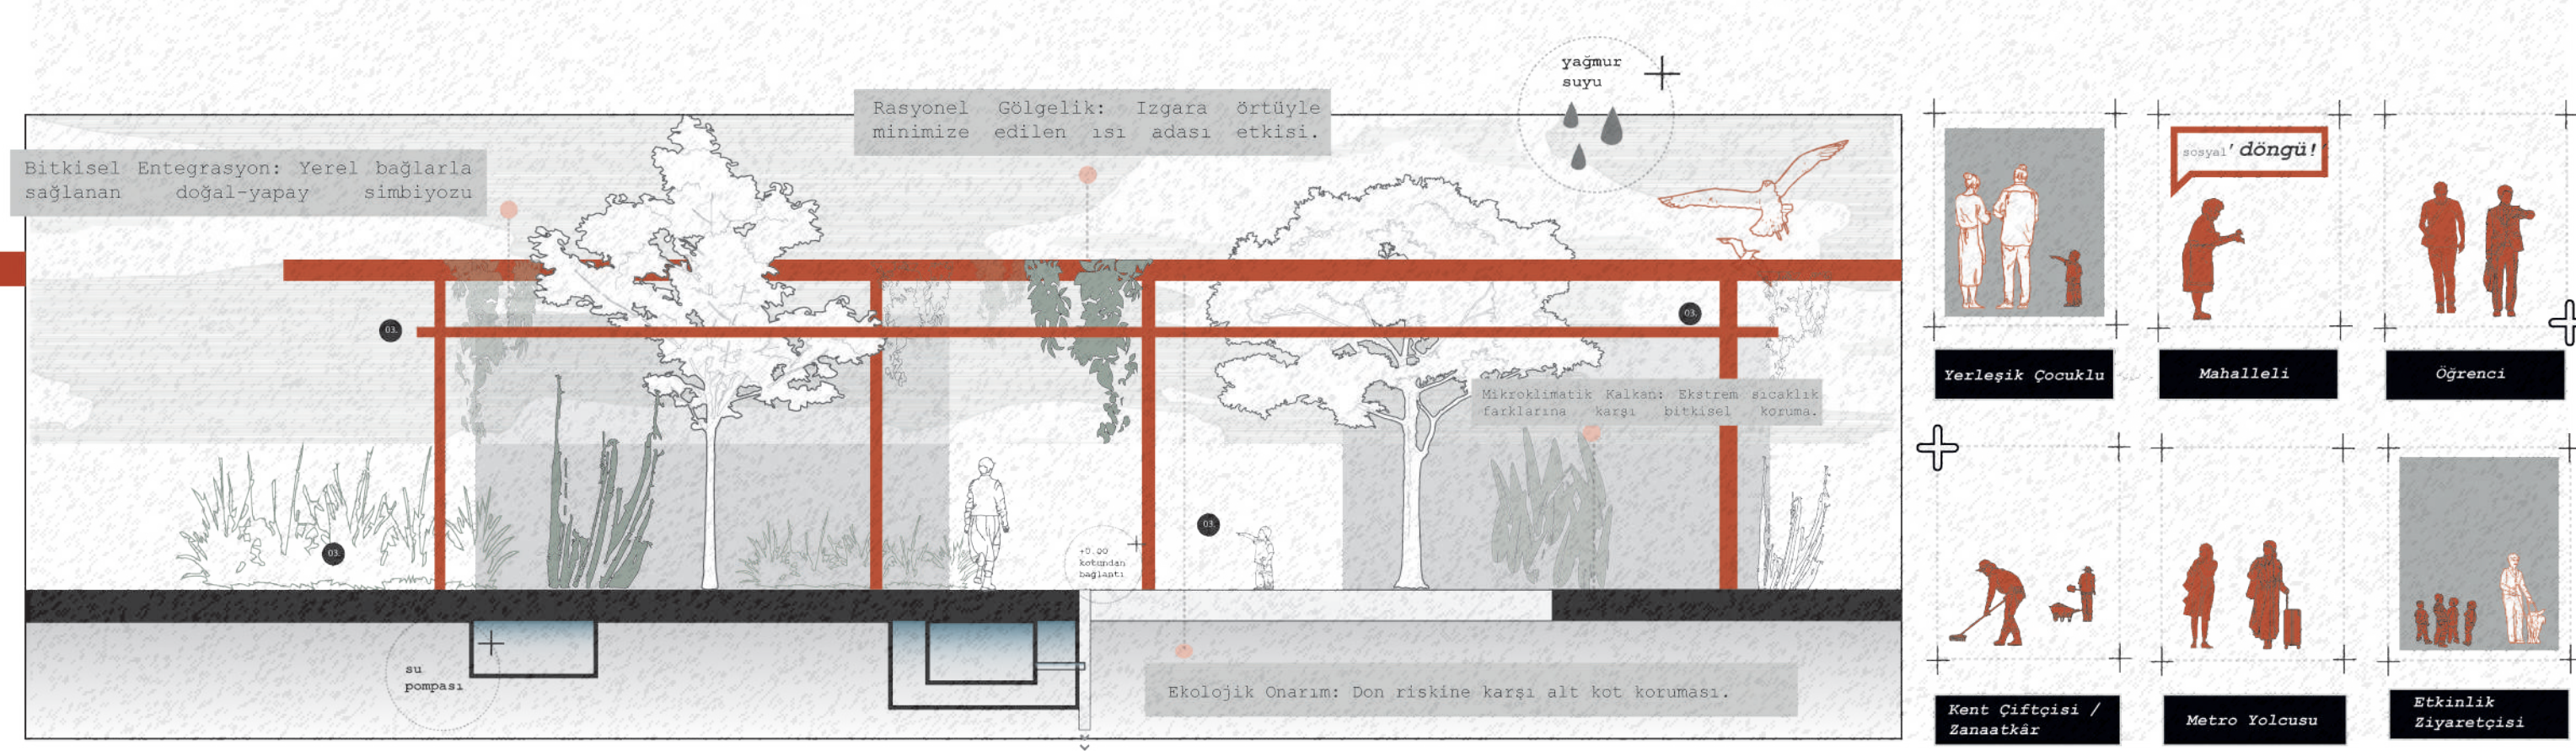 yağmur
suyu
Rasyonel Gölgelik: Izgara örtüyle
minimize edilen ısı adası etkisi.
Bitkisel Entegrasyon: Yerel bağlarla
sağlanan doğal-yapay simbiyozu
sosyal' döngü!
03.
03.
Yerleşik Çocuklu
Mahalleli
Öğrenci
Mikroklimatik Kalkan: Ekstrem sıcaklık
farklarına karşı bitkisel koruma.
03.
03.
+0.00
kotundan
bağlantı
su
pompası
Ekolojik Onarım: Don riskine karşı alt kot koruması.
Kent Çiftçisi /
Zanaatkâr
Metro Yolcusu
Etkinlik
Ziyaretçisi